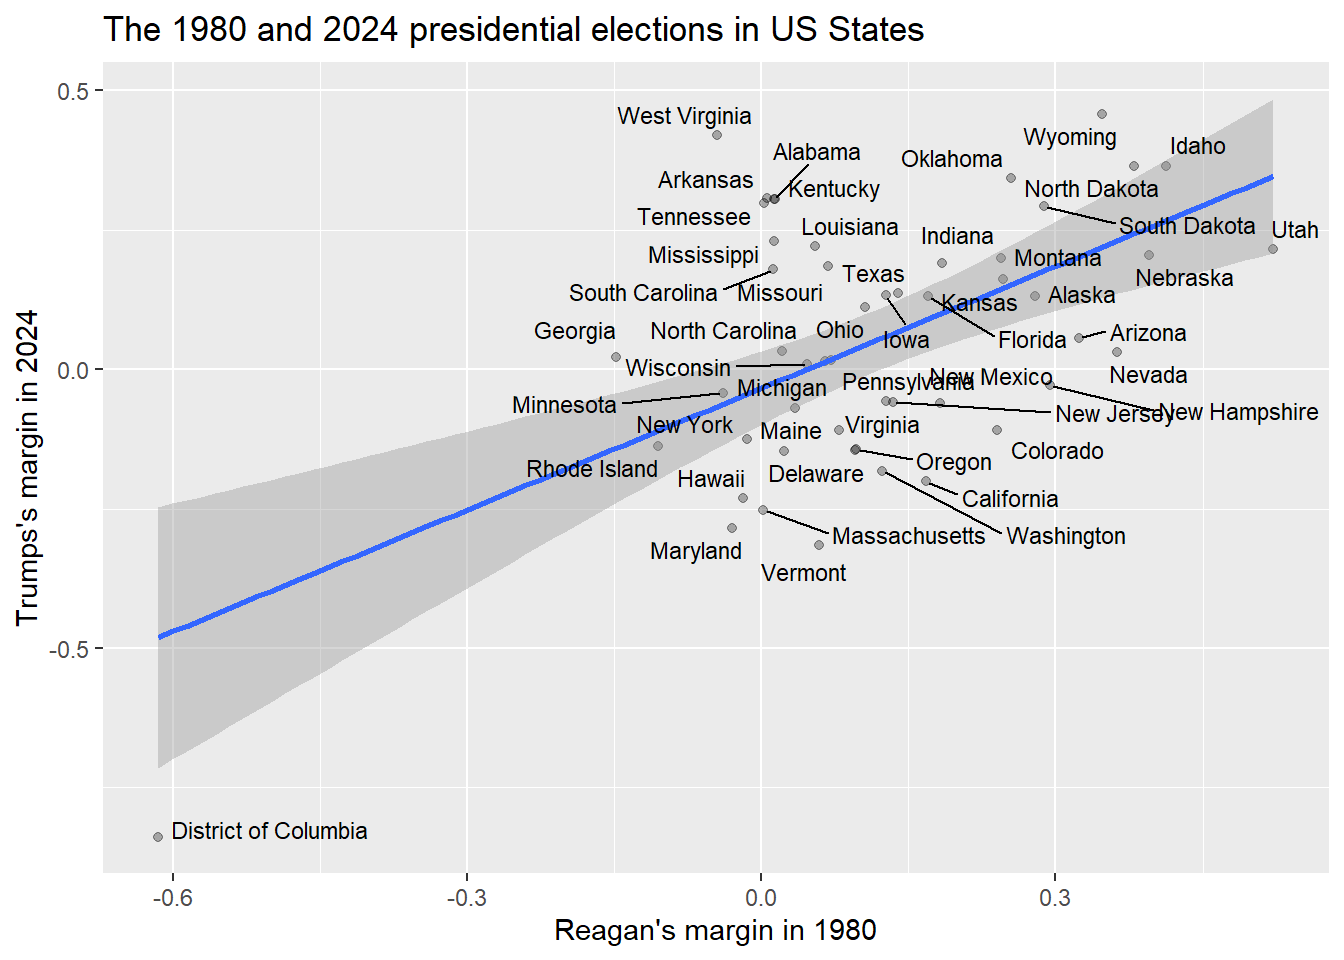 The 1980 and 2024 presidential elections in US States
Trumps's margin in 2024
0.5
0.0
-0.5
West Virginia
Wyoming
Alabama
Idaho
Oklahoma
Arkansas
Kentucky
North Dakota
Tennessee
Louisiana
South Dakota
Indiana
Utah
Mississippi
Montana
Texas
Nebraska
South Carolina
Missouri
Kansas
Alaska
Georgia
North Carolina
Ohio
Iowa
Florida
Arizona
Wisconsin
Michigan
Pennsylvania
New Mexico
Nevada
Minnesota
New York
Maine
Virginia
New Jersey
New Hampshire
Rhode Island
Hawaii
Delaware
Oregon
Colorado
California
Massachusetts
Washington
Maryland
Vermont
District of Columbia
-0.6
-0.3
0.0
0.3
Reagan's margin in 1980